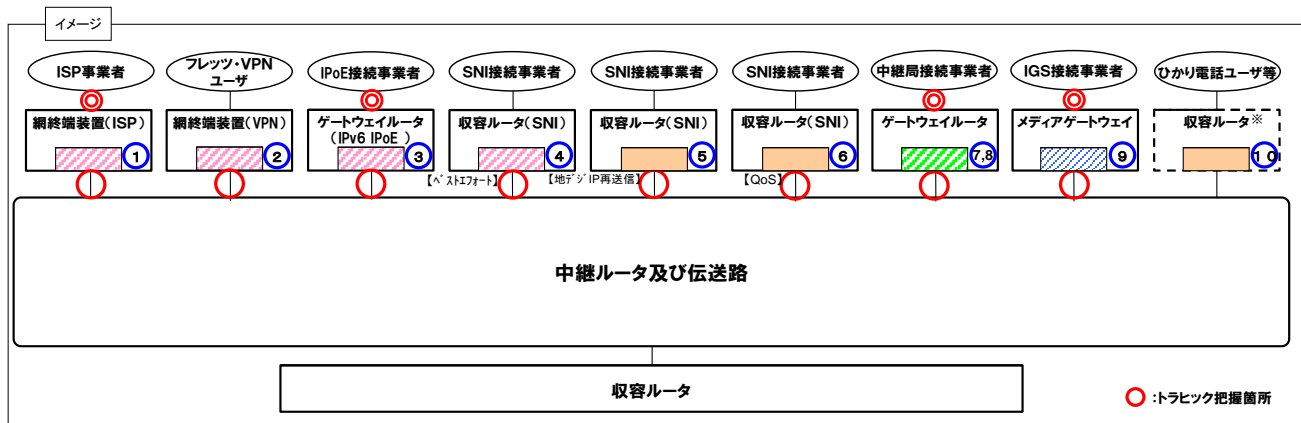 イメージ
ISP事業者
フレッツ・VPN
ユーザ
IPoE接続事業者
SNI接続事業者
SNI接続事業者
SNI接続事業者
中継局接続事業者
IGS接続事業者
ひかり電話ユーザ等
網終端装置(ISP)
網終端装置(VPN)
ゲートウェイルータ
(IPv6 IPoE )
収容ルータ(SNI)
収容ルータ(SNI)
収容ルータ(SNI)
ゲートウェイルータ
メディアゲートウェイ
収容ルータ※
1
2
3
4
5
6
7,8
9
10
【ベストエフォート】
【地デジIP再送信】
【QoS】
中継ルータ及び伝送路
収容ルータ
:トラヒック把握箇所